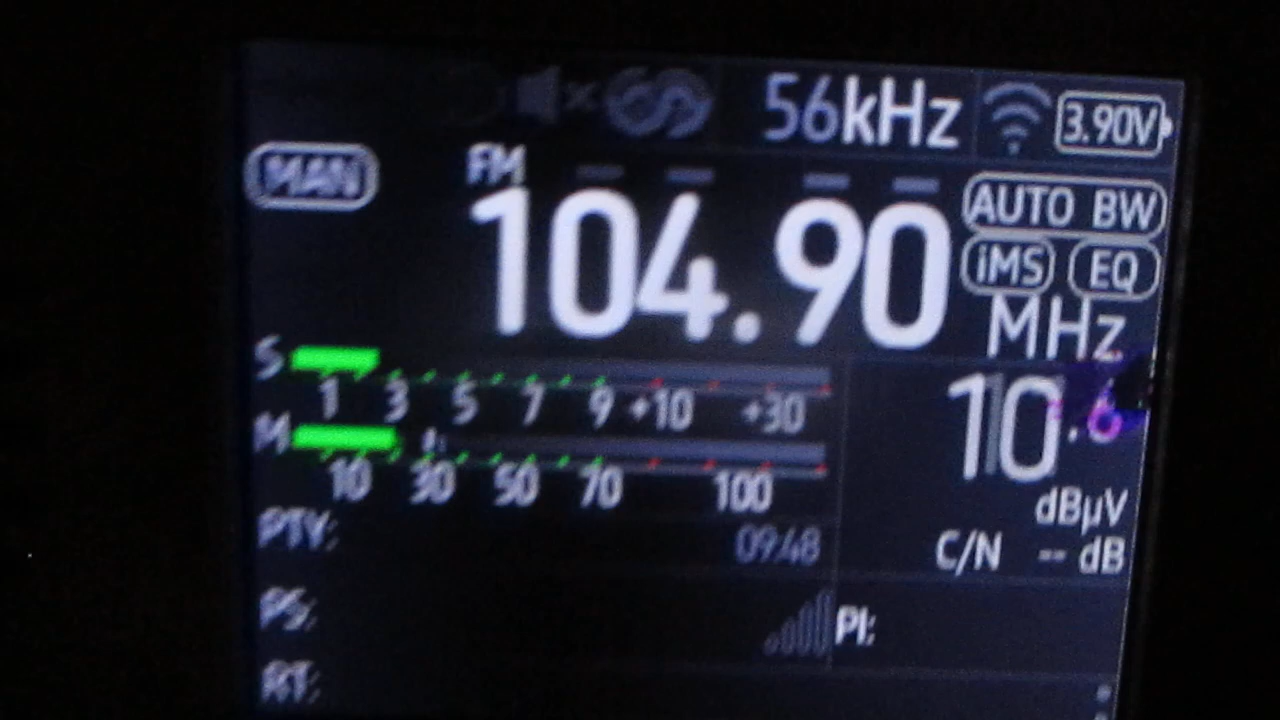 56kHz 3.90V
MAN FM AUTO BW
104.90 iMS EQ
MHz
S
1 3 5 7 9 +10 +30 10.6
M
10 30 50 70 100
dBµV
PTY: 09:48 C/N -- dB
PS: PI:
RT: